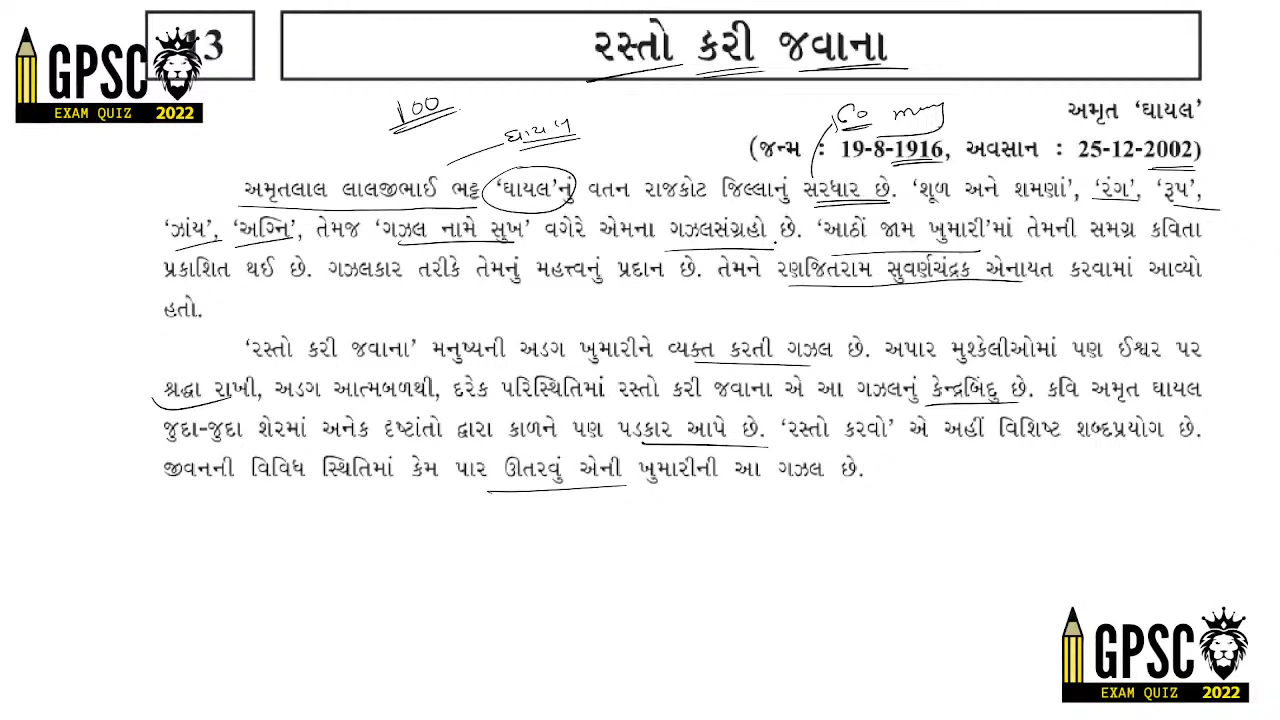 GPSC
EXAM QUIZ 2022
13
રસ્તો કરી જવાના
100
ઘાયલ
અમૃત ‘ઘાયલ’
(જન્મ : 19-8-1916, અવસાન : 25-12-2002)
અમૃતલાલ લાલજીભાઈ ભટ્ટ ‘ઘાયલ’નું વતન રાજકોટ જિલ્લાનું સરધાર છે. ‘શૂળ અને શમણાં’, ‘રંગ’, ‘રૂપ’,
‘ઝાંય’, ‘અગ્નિ’, તેમજ ‘ગઝલ નામે સુખ’ વગેરે એમના ગઝલસંગ્રહો છે. ‘આઠોં જામ ખુમારી’માં તેમની સમગ્ર કવિતા
પ્રકાશિત થઈ છે. ગઝલકાર તરીકે તેમનું મહત્ત્વનું પ્રદાન છે. તેમને રણજિતરામ સુવર્ણચંદ્રક એનાયત કરવામાં આવ્યો
હતો.
‘રસ્તો કરી જવાના’ મનુષ્યની અડગ ખુમારીને વ્યક્ત કરતી ગઝલ છે. અપાર મુશ્કેલીઓમાં પણ ઈશ્વર પર
શ્રદ્ધા રાખી, અડગ આત્મબળથી, દરેક પરિસ્થિતિમાં રસ્તો કરી જવાના એ આ ગઝલનું કેન્દ્રબિંદુ છે. કવિ અમૃત ઘાયલ
જુદા-જુદા શેરમાં અનેક દૃષ્ટાંતો દ્વારા કાળને પણ પડકાર આપે છે. ‘રસ્તો કરવો’ એ અહીં વિશિષ્ટ શબ્દપ્રયોગ છે.
જીવનની વિવિધ સ્થિતિમાં કેમ પાર ઊતરવું એની ખુમારીની આ ગઝલ છે.
GPSC
EXAM QUIZ 2022